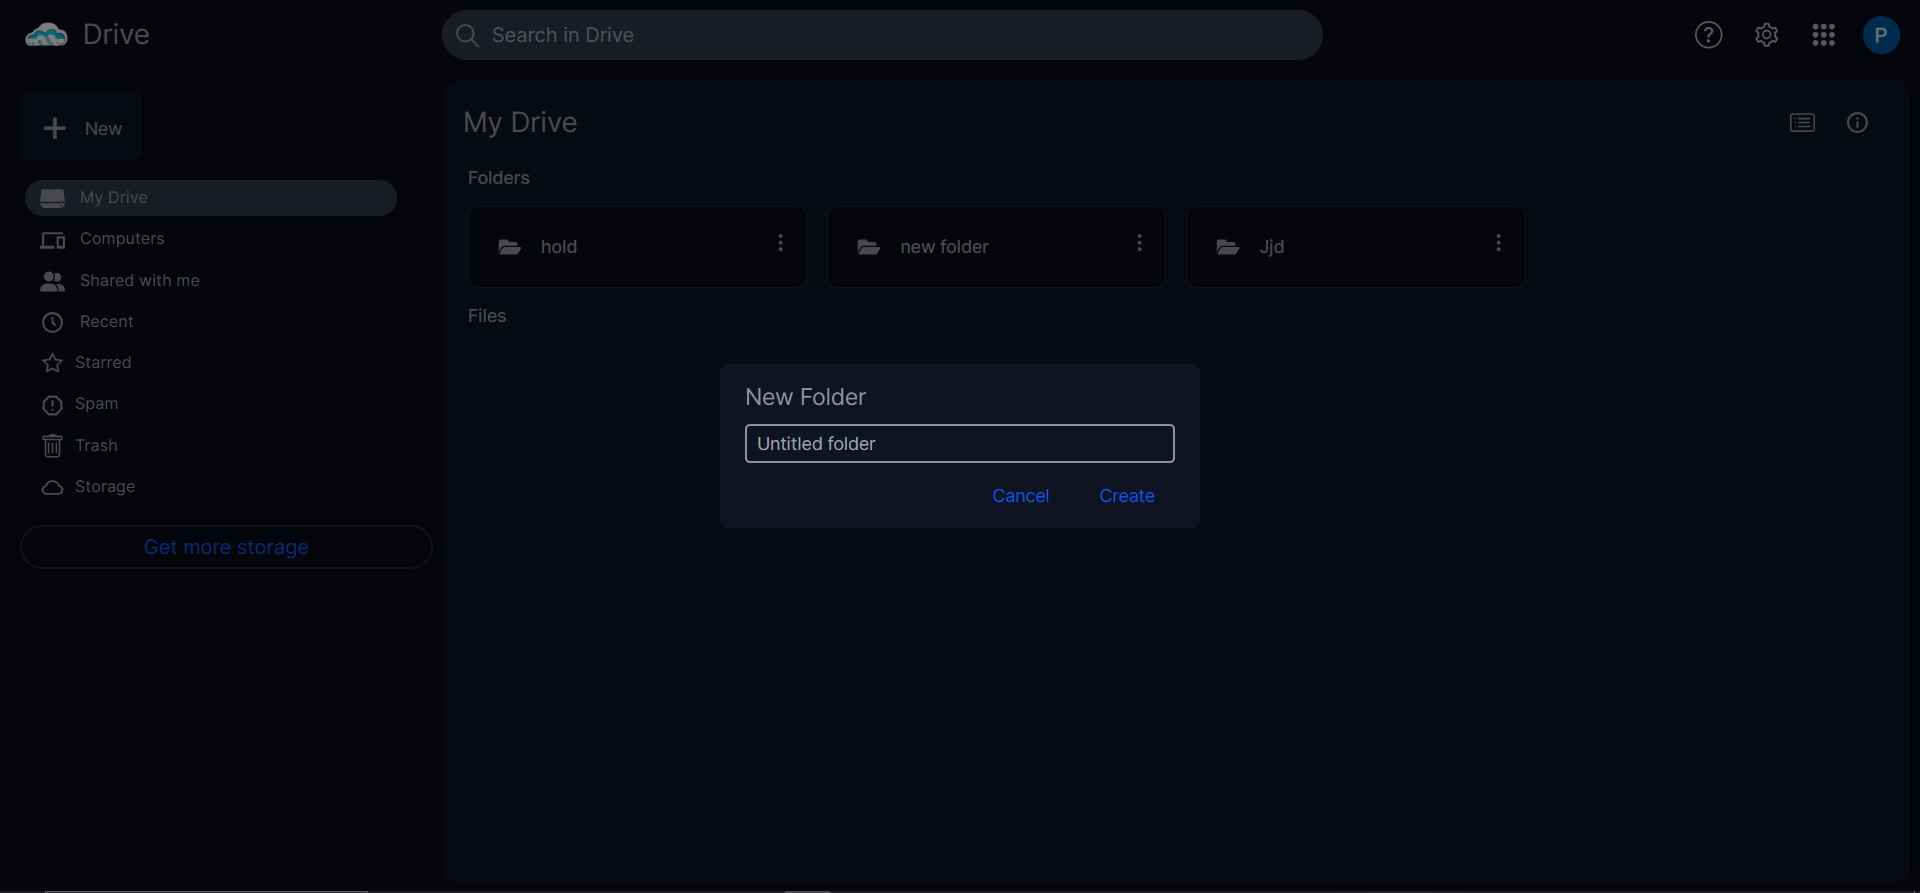 Drive
Search in Drive
P
New
My Drive
Computers
Shared with me
Recent
Starred
Spam
Trash
Storage
Get more storage
My Drive
Folders
hold
new folder
Jjd
Files
New Folder
Untitled folder
Cancel Create